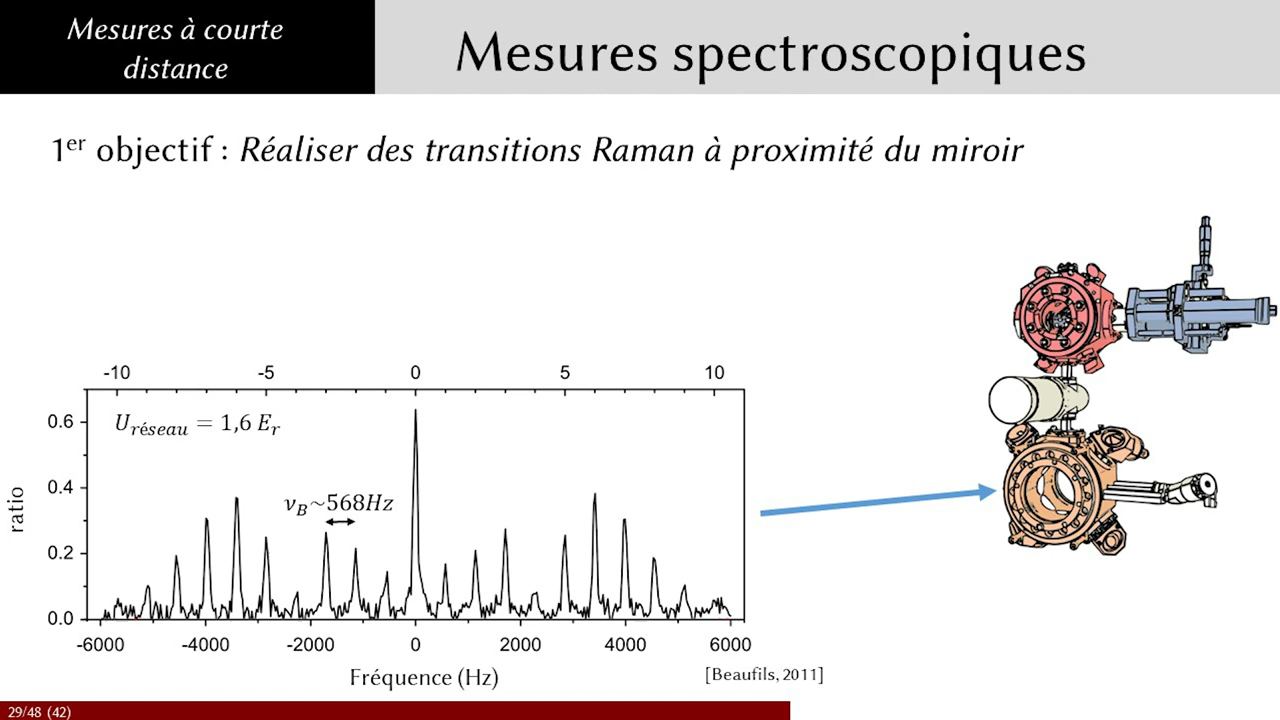 Mesures à courte
distance
Mesures spectroscopiques
1er objectif : Réaliser des transitions Raman à proximité du miroir
-10 -5 0 5 10
U_réseau = 1,6 E_r
ν_B~568Hz
0.6
0.4
0.2
0.0
ratio
-6000 -4000 -2000 0 2000 4000 6000
Fréquence (Hz)
[Beaufils, 2011]
29/48 (42)